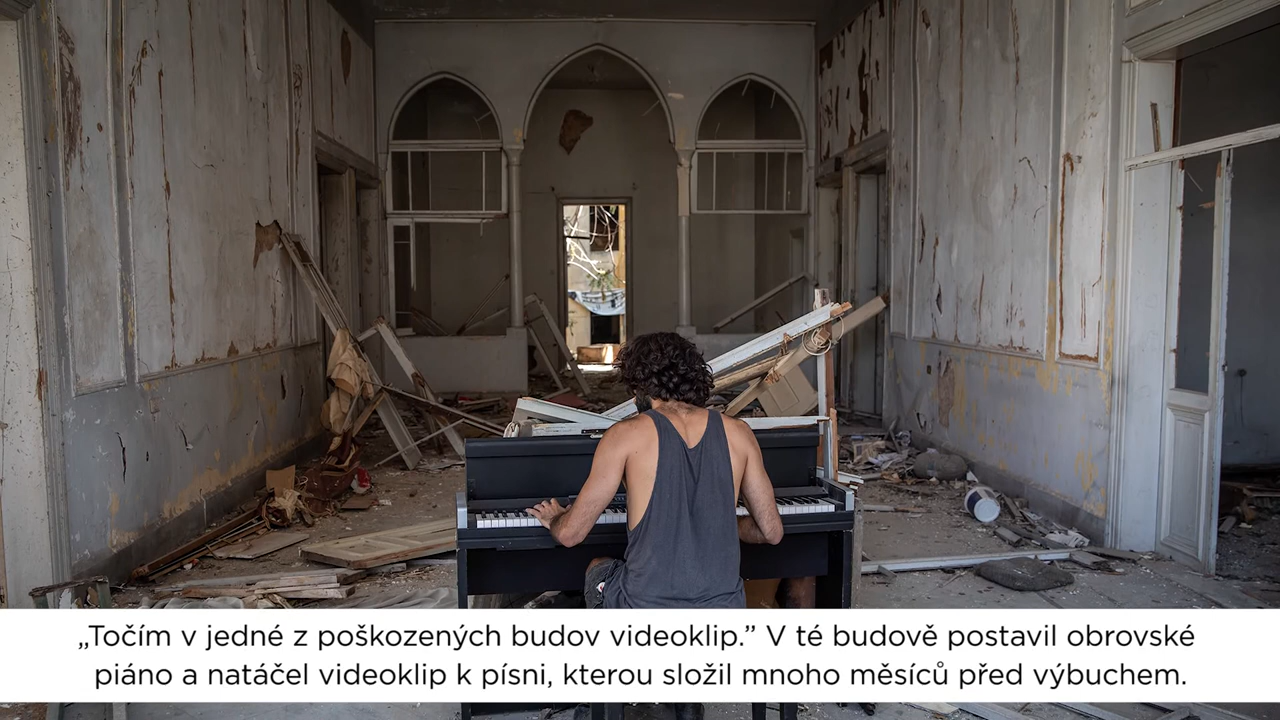 „Točím v jedné z poškozených budov videoklip.” V té budově postavil obrovské
piáno a natáčel videoklip k písni, kterou složil mnoho měsíců před výbuchem.